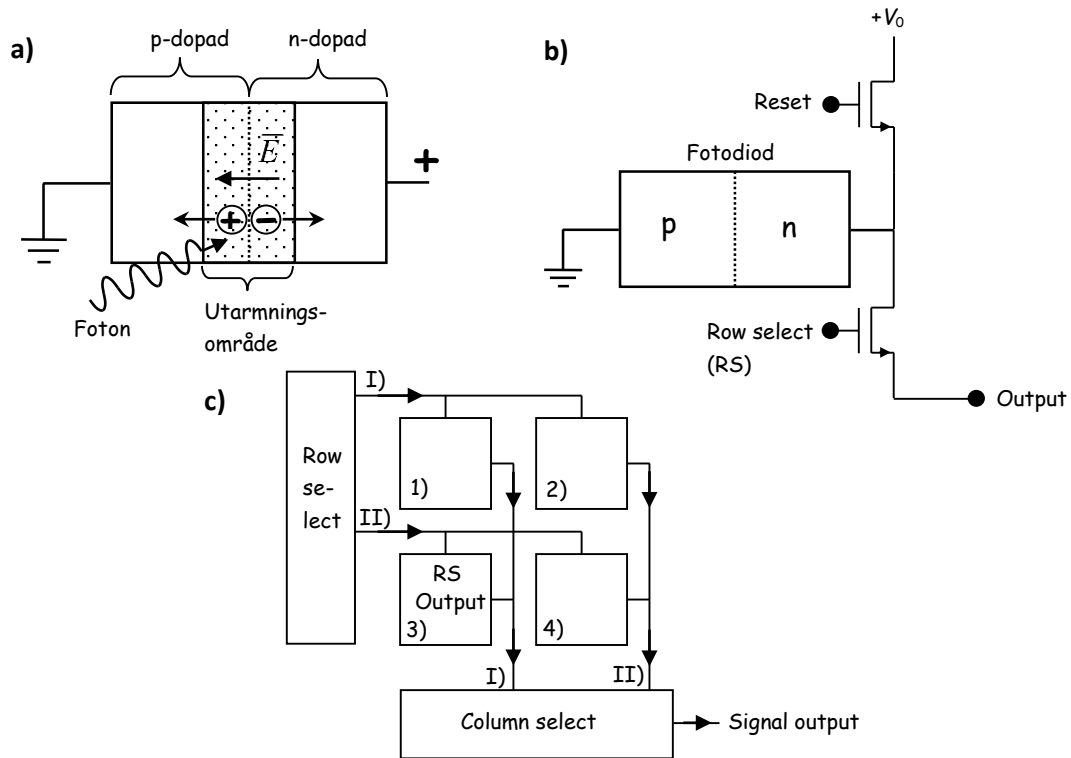 a)
p-dopad
n-dopad
E
+
+
−
Foton
Utarmnings-
område
b)
+V₀
Reset
Fotodiod
p
n
Row select
(RS)
Output
c)
Row
se-
lect
I)
II)
1)
2)
RS
Output
3)
4)
I)
II)
Column select
Signal output